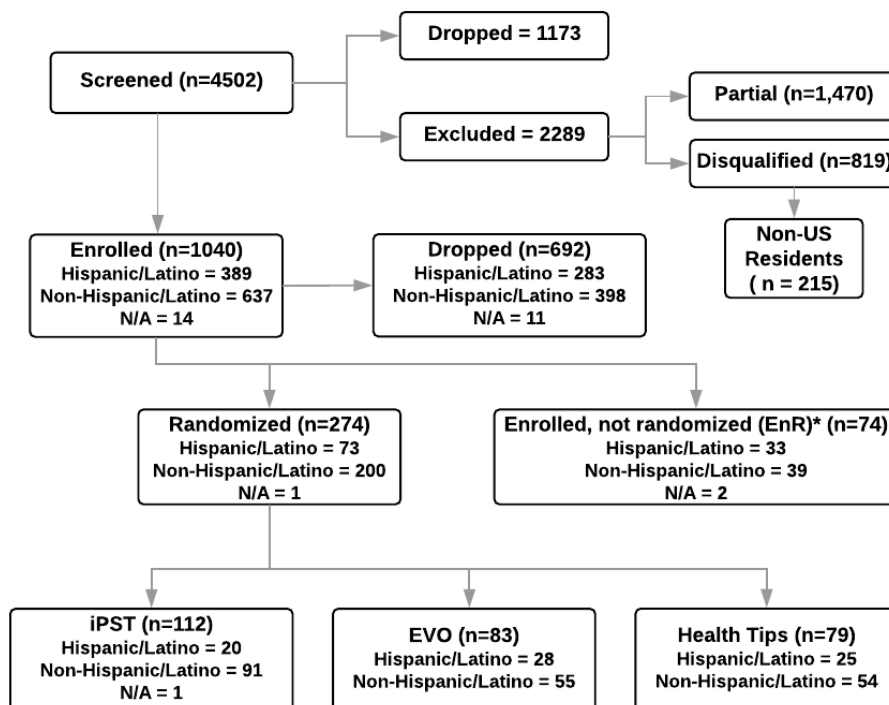 Dropped = 1173
Screened (n=4502)
Partial (n=1,470)
Excluded = 2289
Disqualified (n=819)
Non-US
Residents
( n = 215)
Enrolled (n=1040)
Hispanic/Latino = 389
Non-Hispanic/Latino = 637
N/A = 14
Dropped (n=692)
Hispanic/Latino = 283
Non-Hispanic/Latino = 398
N/A = 11
Randomized (n=274)
Hispanic/Latino = 73
Non-Hispanic/Latino = 200
N/A = 1
Enrolled, not randomized (EnR)* (n=74)
Hispanic/Latino = 33
Non-Hispanic/Latino = 39
N/A = 2
iPST (n=112)
Hispanic/Latino = 20
Non-Hispanic/Latino = 91
N/A = 1
EVO (n=83)
Hispanic/Latino = 28
Non-Hispanic/Latino = 55
Health Tips (n=79)
Hispanic/Latino = 25
Non-Hispanic/Latino = 54